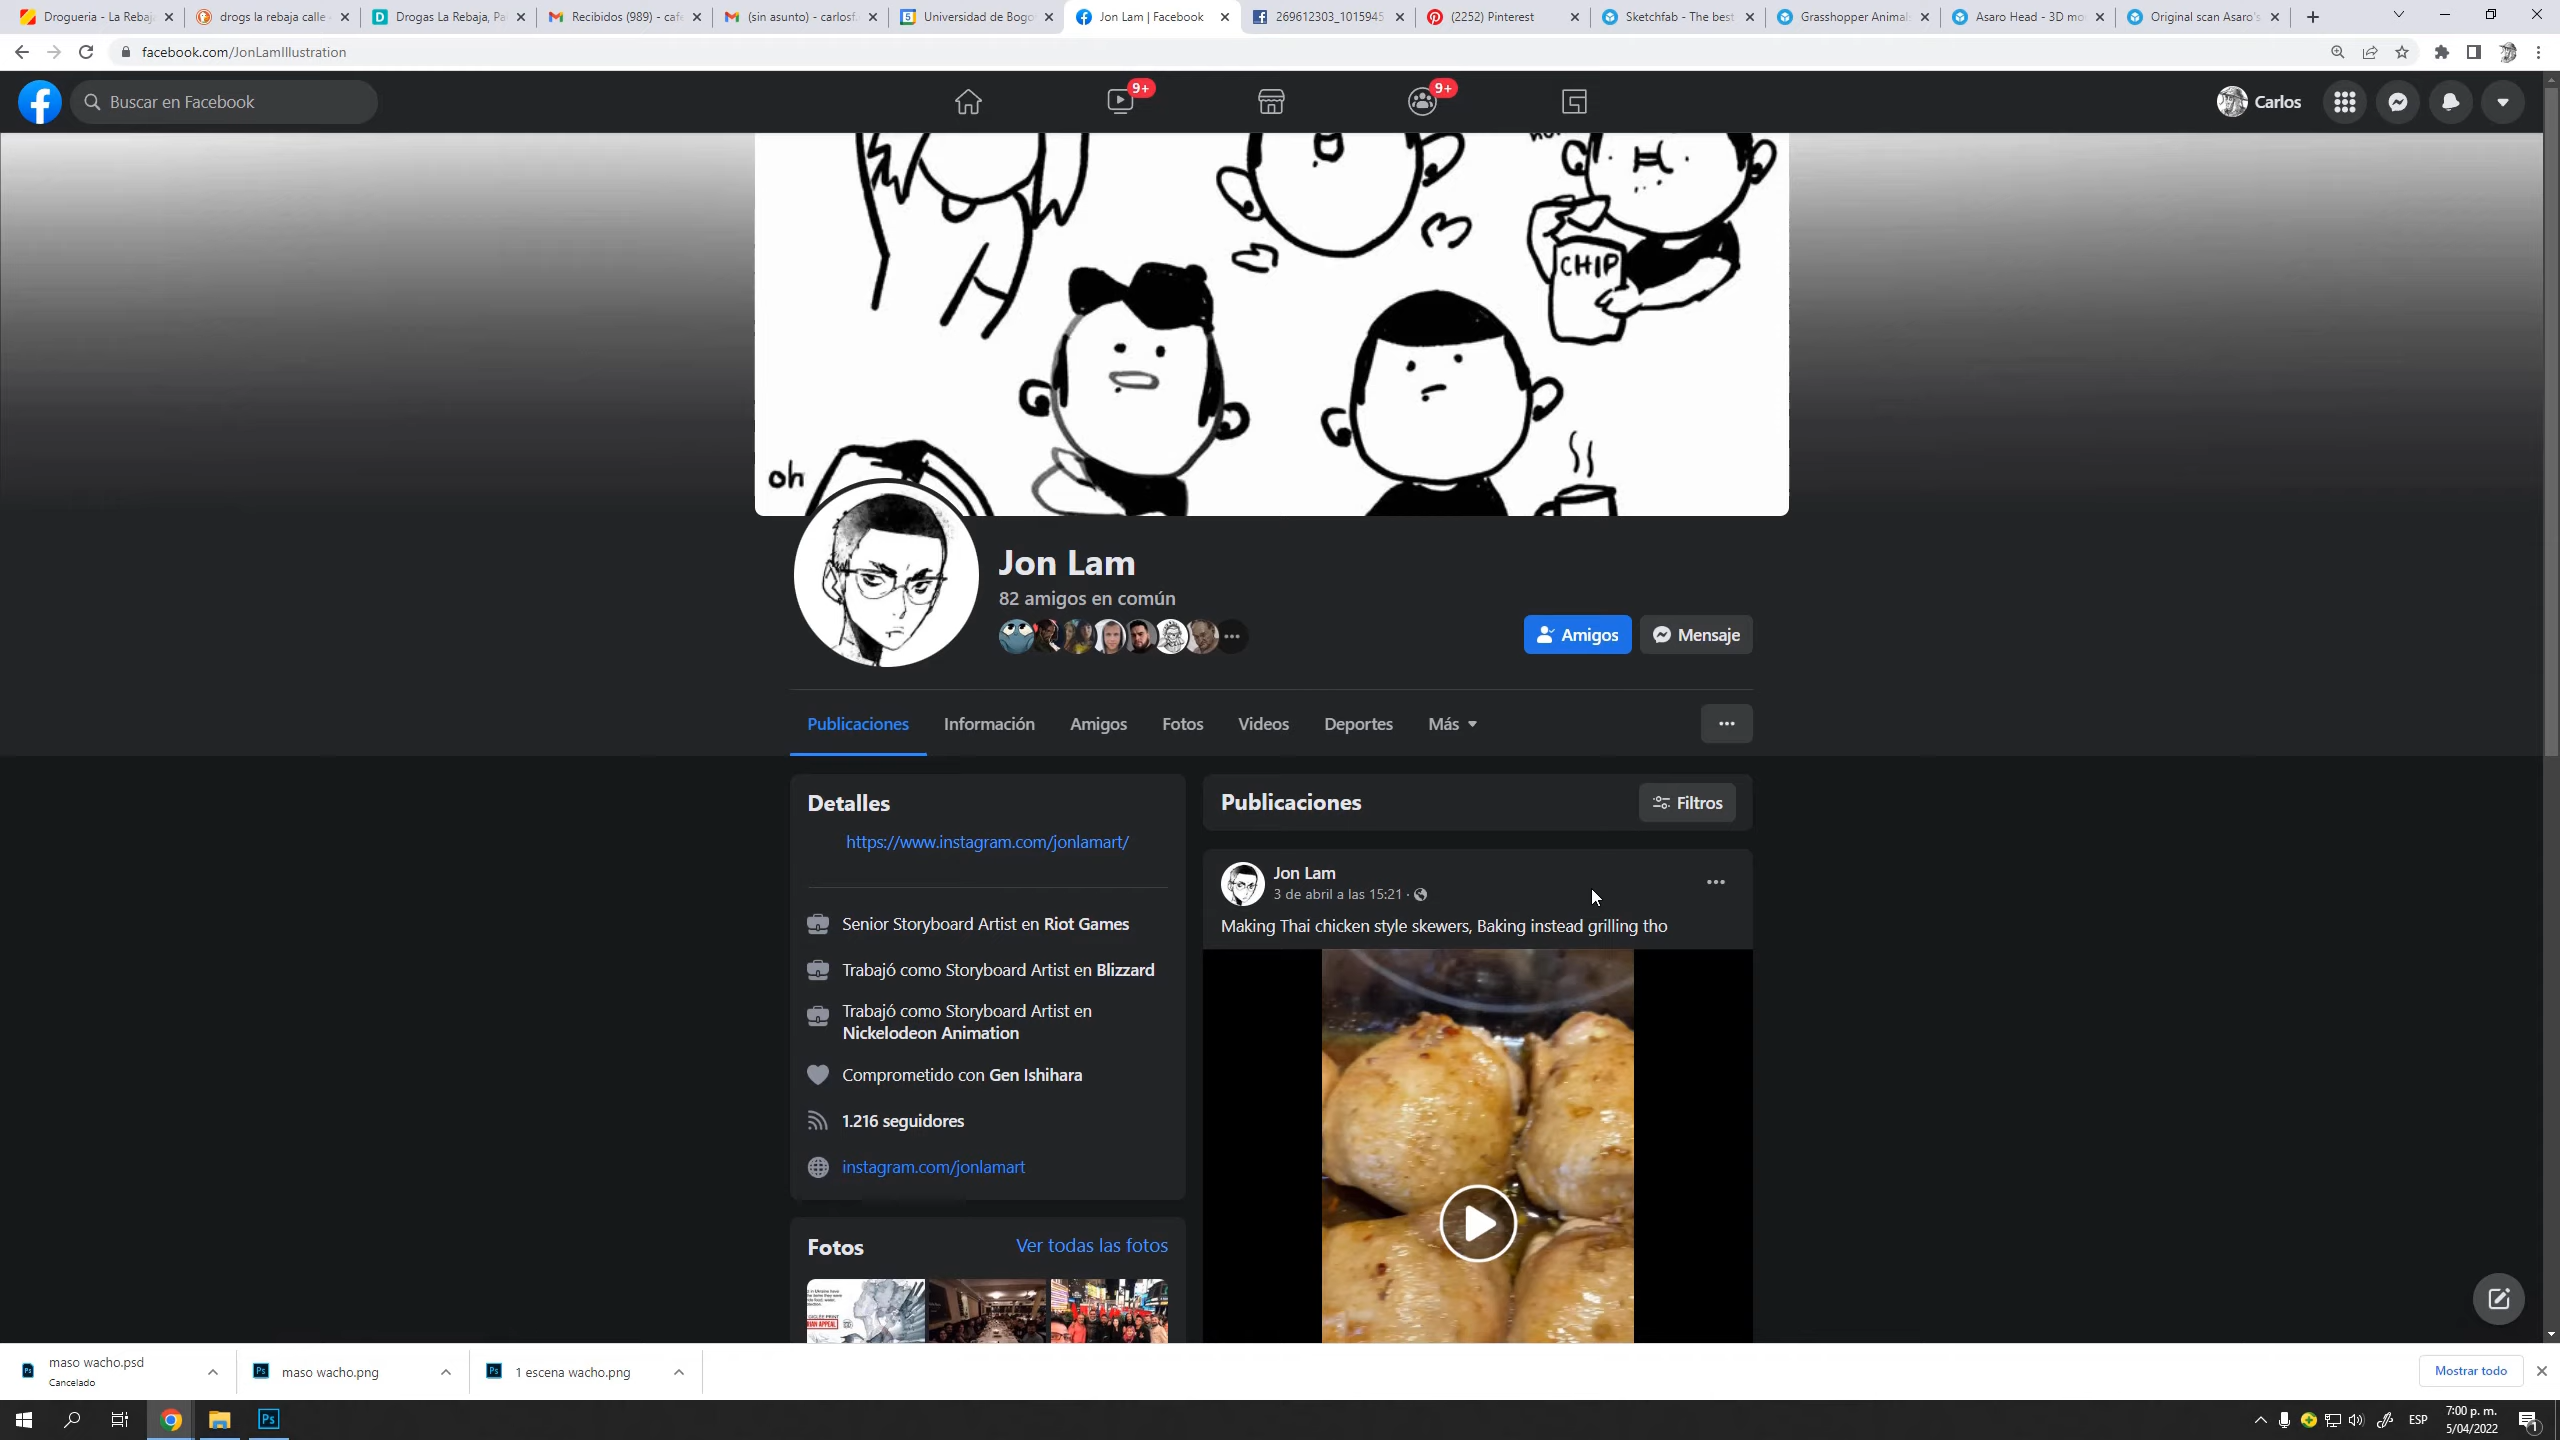 Drogueria - La Rebaj
drogs la rebaja calle
Drogas La Rebaja, Pa
Recibidos (989) - cafe
(sin asunto) - carlosf.
Universidad de Bogo
Jon Lam | Facebook
269612303_1015945
(2252) Pinterest
Sketchfab - The best
Grasshopper Animal
Asaro Head - 3D mo
Original scan Asaro's
facebook.com/JonLamIllustration
Buscar en Facebook
9+
9+
Carlos
CHIP
oh
Jon Lam
82 amigos en común
Amigos
Mensaje
Publicaciones
Información
Amigos
Fotos
Videos
Deportes
Más
Detalles
https://www.instagram.com/jonlamart/
Senior Storyboard Artist en Riot Games
Trabajó como Storyboard Artist en Blizzard
Trabajó como Storyboard Artist en
Nickelodeon Animation
Comprometido con Gen Ishihara
1.216 seguidores
instagram.com/jonlamart
Fotos
Ver todas las fotos
Publicaciones
Filtros
Jon Lam
3 de abril a las 15:21 ·
Making Thai chicken style skewers, Baking instead grilling tho
maso wacho.psd
Cancelado
maso wacho.png
1 escena wacho.png
Mostrar todo
ESP
7:00 p. m.
5/04/2022
1